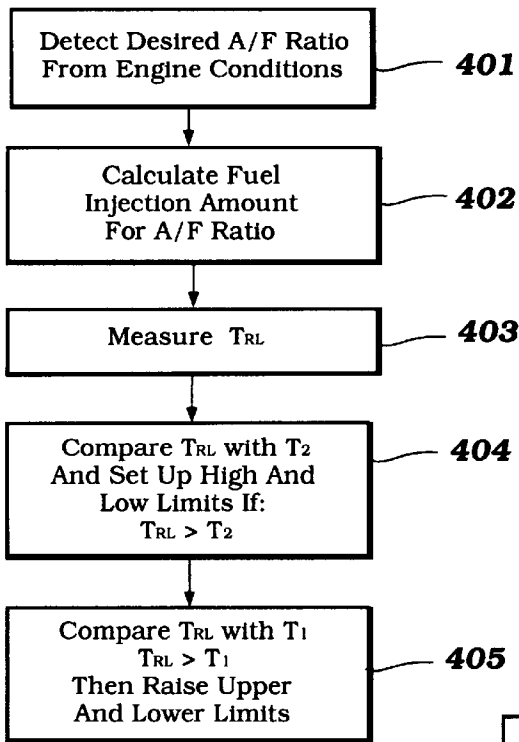 Detect Desired A/F Ratio
From Engine Conditions
401
Calculate Fuel
Injection Amount
For A/F Ratio
402
Measure TRL
403
Compare TRL with T2
And Set Up High And
Low Limits If:
TRL > T2
404
Compare TRL with T1
TRL > T1
Then Raise Upper
And Lower Limits
405